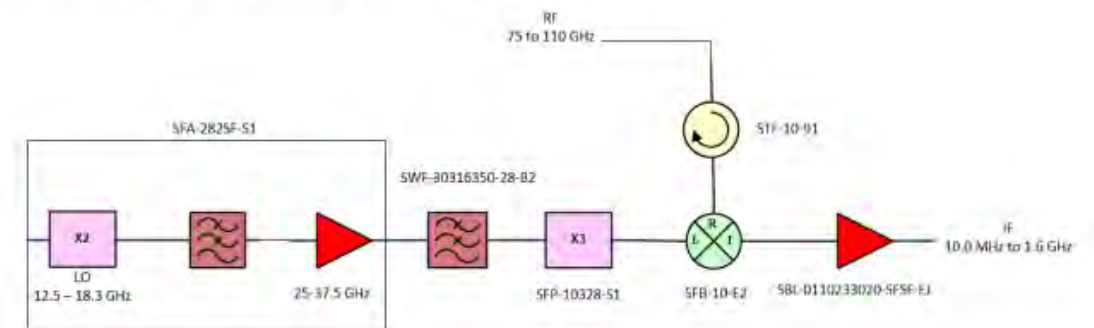 RF
75 to 110 GHz
SFA-2825F-S1
STF-10-91
SWF-30316350-28-B2
X2
X3
L R I
IF
10.0 MHz to 1.6 GHz
LO
12.5 – 18.3 GHz
25-37.5 GHz
SFP-10328-S1
SFB-10-E2
SBL-0110233020-SFSF-E1